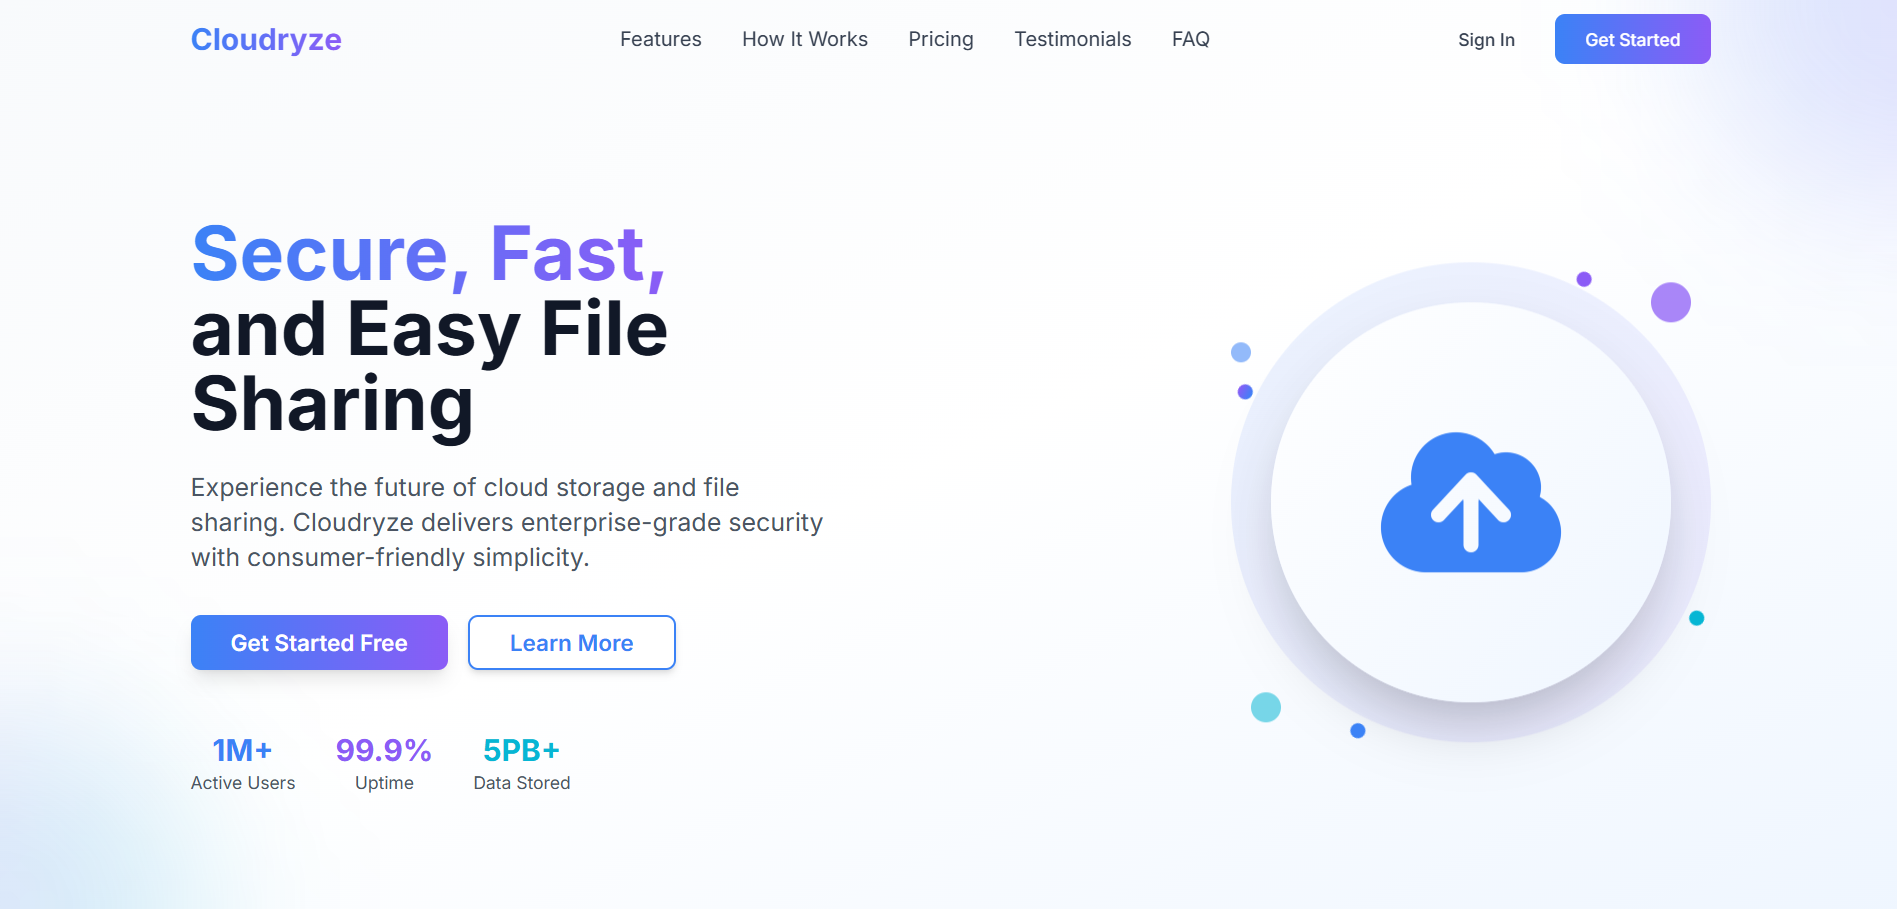 Cloudryze
Features
How It Works
Pricing
Testimonials
FAQ
Sign In
Get Started
Secure, Fast,
and Easy File
Sharing
Experience the future of cloud storage and file
sharing. Cloudryze delivers enterprise-grade security
with consumer-friendly simplicity.
Get Started Free
Learn More
1M+
Active Users
99.9%
Uptime
5PB+
Data Stored